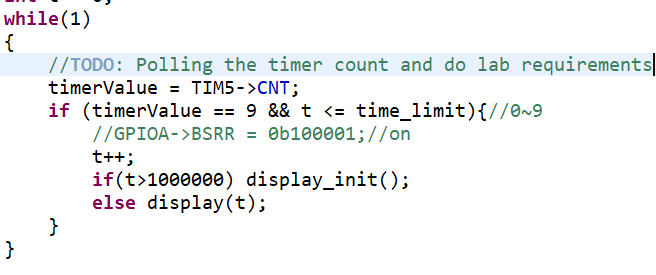 while(1)
{
    //TODO: Polling the timer count and do lab requirements
    timerValue = TIM5->CNT;
    if (timerValue == 9 && t <= time_limit){//0~9
        //GPIOA->BSRR = 0b100001;//on
        t++;
        if(t>1000000) display_init();
        else display(t);
    }
}